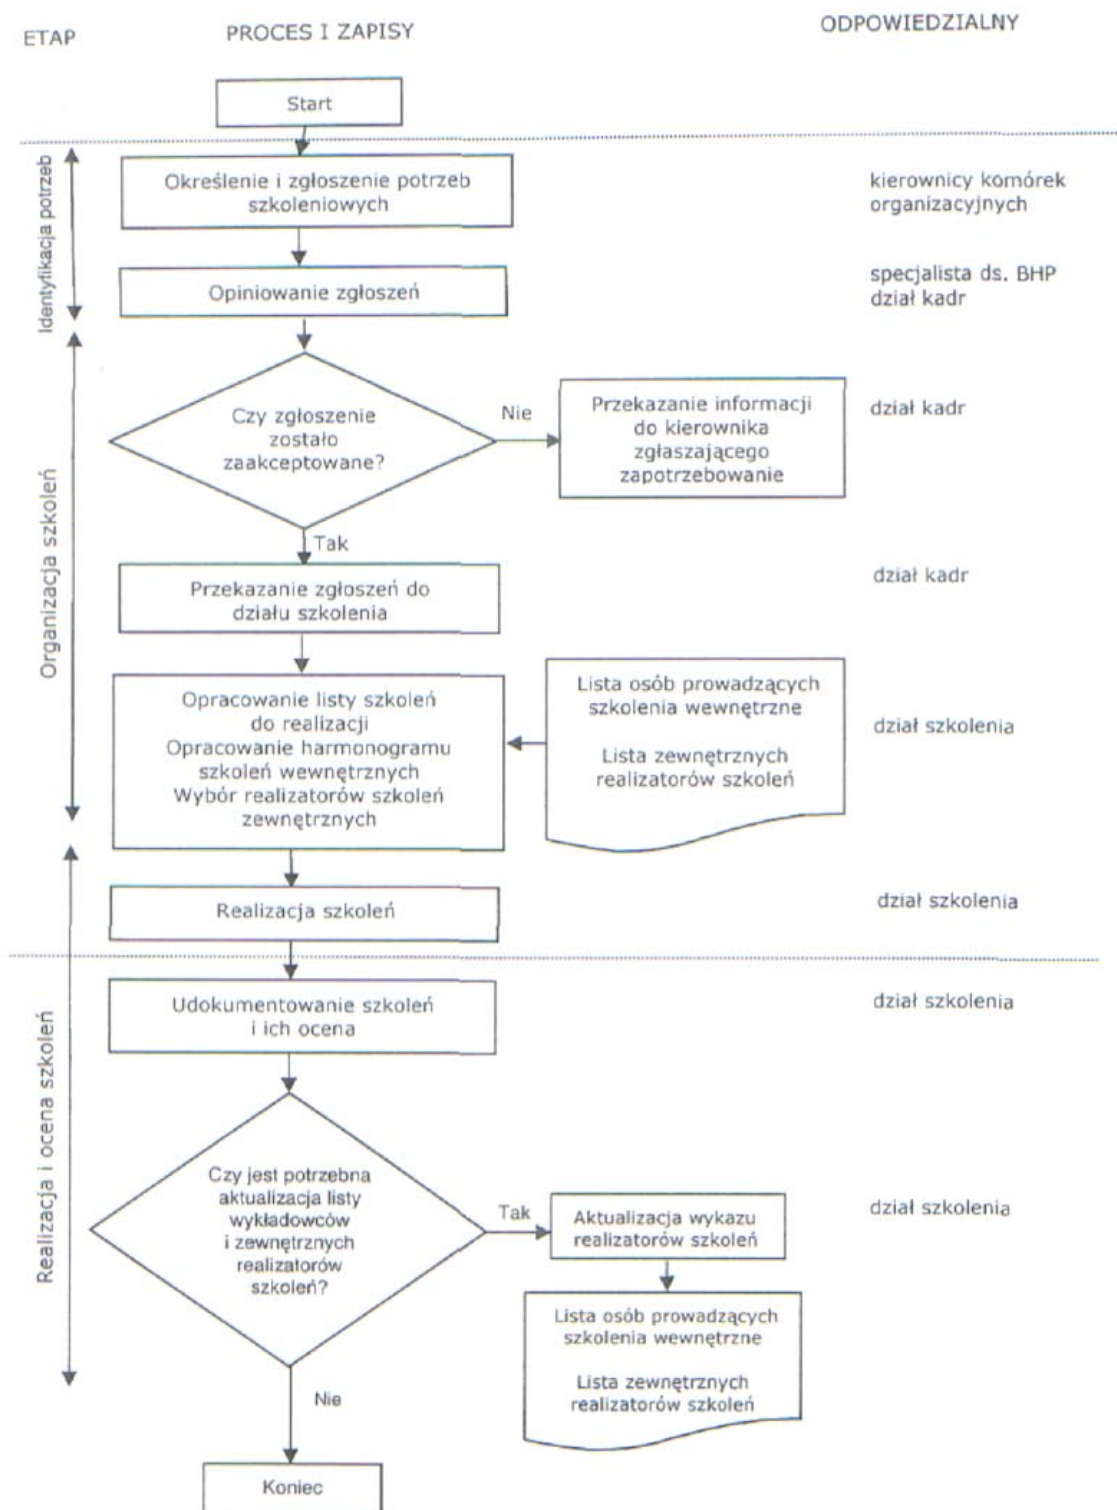 ETAP
PROCES I ZAPISY
ODPOWIEDZIALNY
Start
Identyfikacja potrzeb
Określenie i zgłoszenie potrzeb
szkoleniowych
kierownicy komórek
organizacyjnych
Opiniowanie zgłoszeń
specjalista ds. BHP
dział kadr
Organizacja szkoleń
Czy zgłoszenie
zostało
zaakceptowane?
Nie
Przekazanie informacji
do kierownika
zgłaszającego
zapotrzebowanie
dział kadr
Tak
Przekazanie zgłoszeń do
działu szkolenia
dział kadr
Opracowanie listy szkoleń
do realizacji
Opracowanie harmonogramu
szkoleń wewnętrznych
Wybór realizatorów szkoleń
zewnętrznych
Lista osób prowadzących
szkolenia wewnętrzne
Lista zewnętrznych
realizatorów szkoleń
dział szkolenia
Realizacja i ocena szkoleń
Realizacja szkoleń
dział szkolenia
Udokumentowanie szkoleń
i ich ocena
dział szkolenia
Czy jest potrzebna
aktualizacja listy
wykładowców
i zewnętrznych
realizatorów
szkoleń?
Tak
Aktualizacja wykazu
realizatorów szkoleń
dział szkolenia
Lista osób prowadzących
szkolenia wewnętrzne
Lista zewnętrznych
realizatorów szkoleń
Nie
Koniec